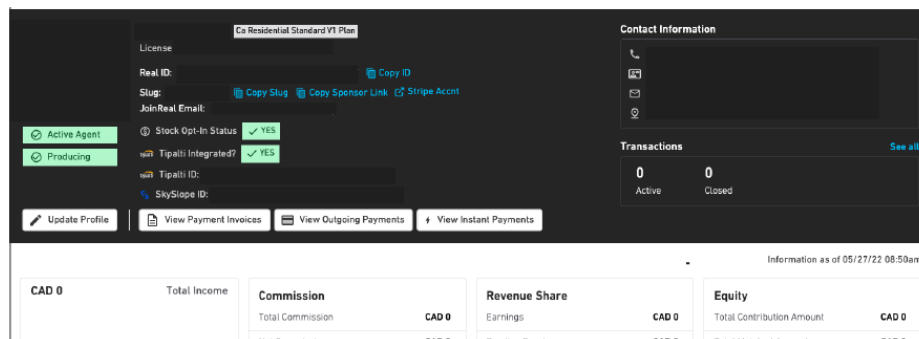 Ca Residential Standard V1 Plan
License
Real ID:
Copy ID
Slug:
Copy Slug
Copy Sponsor Link
Stripe Accnt
JoinReal Email:
Active Agent
Producing
Stock Opt-In Status
YES
Tipalti Integrated?
YES
Tipalti ID:
SkySlope ID:
Update Profile
View Payment Invoices
View Outgoing Payments
View Instant Payments
Contact Information
Transactions
See all
0
0
Active
Closed
-
Information as of 05/27/22 08:50am
CAD 0
Total Income
Commission
Total Commission
CAD 0
Revenue Share
Earnings
CAD 0
Equity
Total Contribution Amount
CAD 0